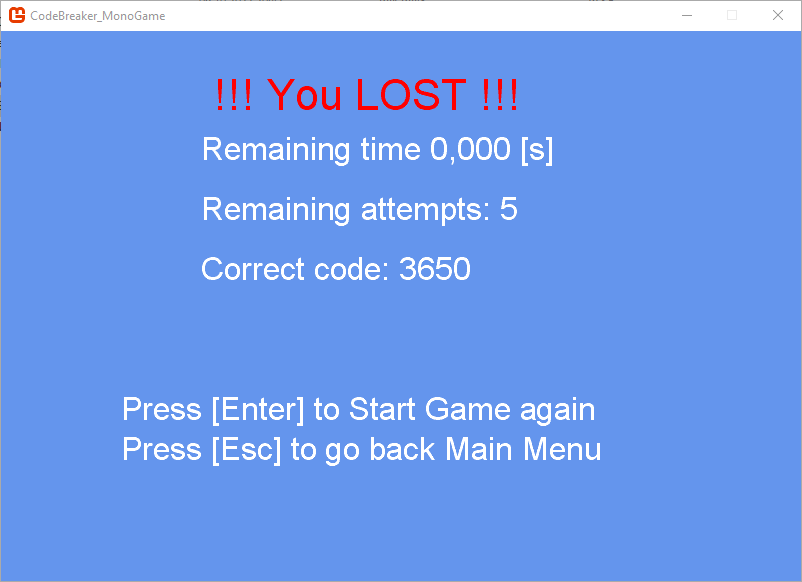 CodeBreaker_MonoGame
!!! You LOST !!!
Remaining time 0,000 [s]
Remaining attempts: 5
Correct code: 3650
Press [Enter] to Start Game again
Press [Esc] to go back Main Menu